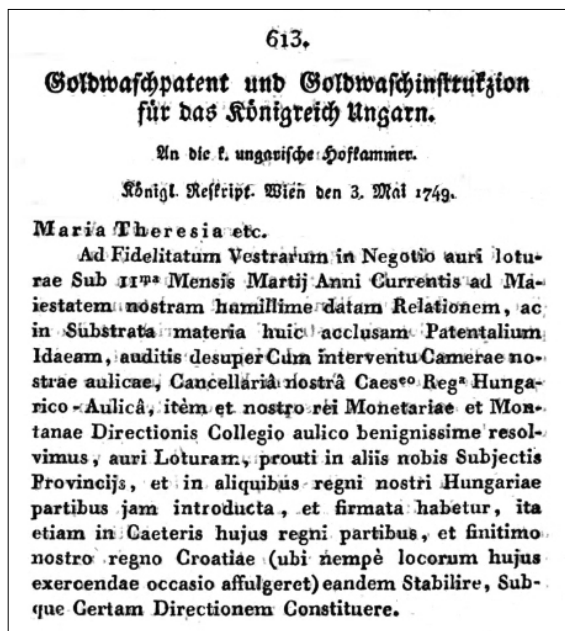 613.
Goldwaschpatent und Goldwaschinstrukzion
für das Königreich Ungarn.
An die k. ungarische Hofkammer.
Königl. Reskript. Wien den 3. Mai 1749.
Maria Theresia etc.
Ad Fidelitatum Vestrarum in Negotio auri lotu-
rae Sub 11ma Mensis Martij Anni Currentis ad Ma-
iestatem nostram humillime datam Relationem, ac
in Substrata materia huic acclusam Patentalium
Idaeam, auditis desuper Cum interventu Camerae no-
strae aulicae, Cancellariâ nostrâ Caesco Rega Hunga-
rico-Aulicâ, itèm et nostro rei Monetariae et Mon-
tanae Directionis Collegio aulico benignissime resol-
vimus, auri Loturam, prouti in aliis nobis Subjectis
Provincijs, et in aliquibus regni nostri Hungariae
partibus jam introducta, et firmata habetur, ita
etiam in Caeteris hujus regni partibus, et finitimo
nostro regno Croatiae (ubi nempè locorum hujus
exercendae occasio affulgeret) eandem Stabilire, Sub-
que Certam Directionem Constituere.